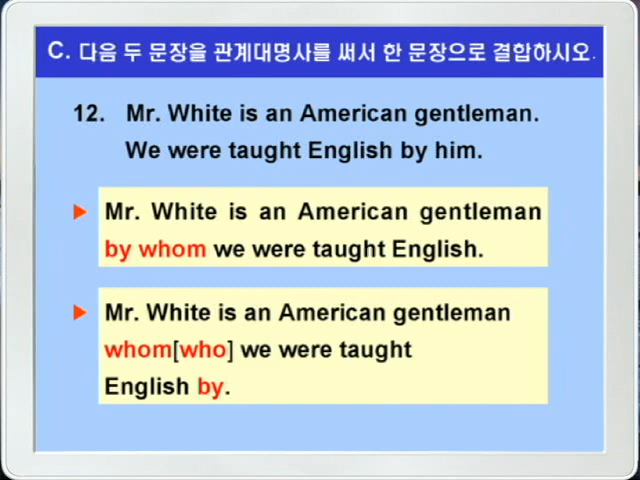 C. 다음 두 문장을 관계대명사를 써서 한 문장으로 결합하시오.
12. Mr. White is an American gentleman.
We were taught English by him.
Mr. White is an American gentleman
by whom we were taught English.
Mr. White is an American gentleman
whom[who] we were taught
English by.